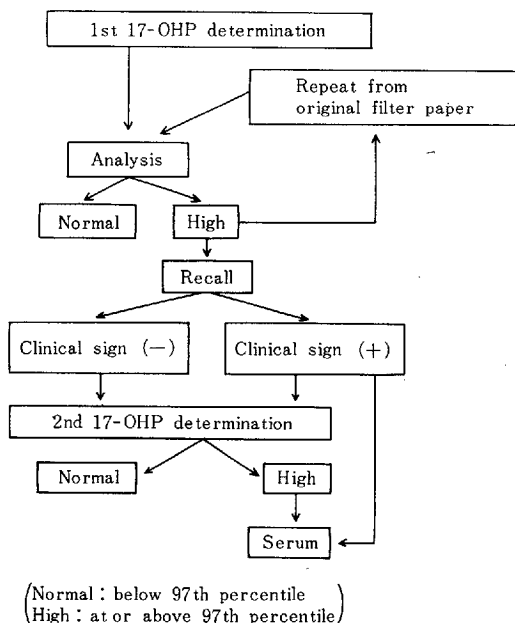 1st 17-OHP determination
Repeat from
original filter paper
Analysis
Normal
High
Recall
Clinical sign (−)
Clinical sign (+)
2nd 17-OHP determination
Normal
High
Serum
(Normal: below 97th percentile
High: at or above 97th percentile)